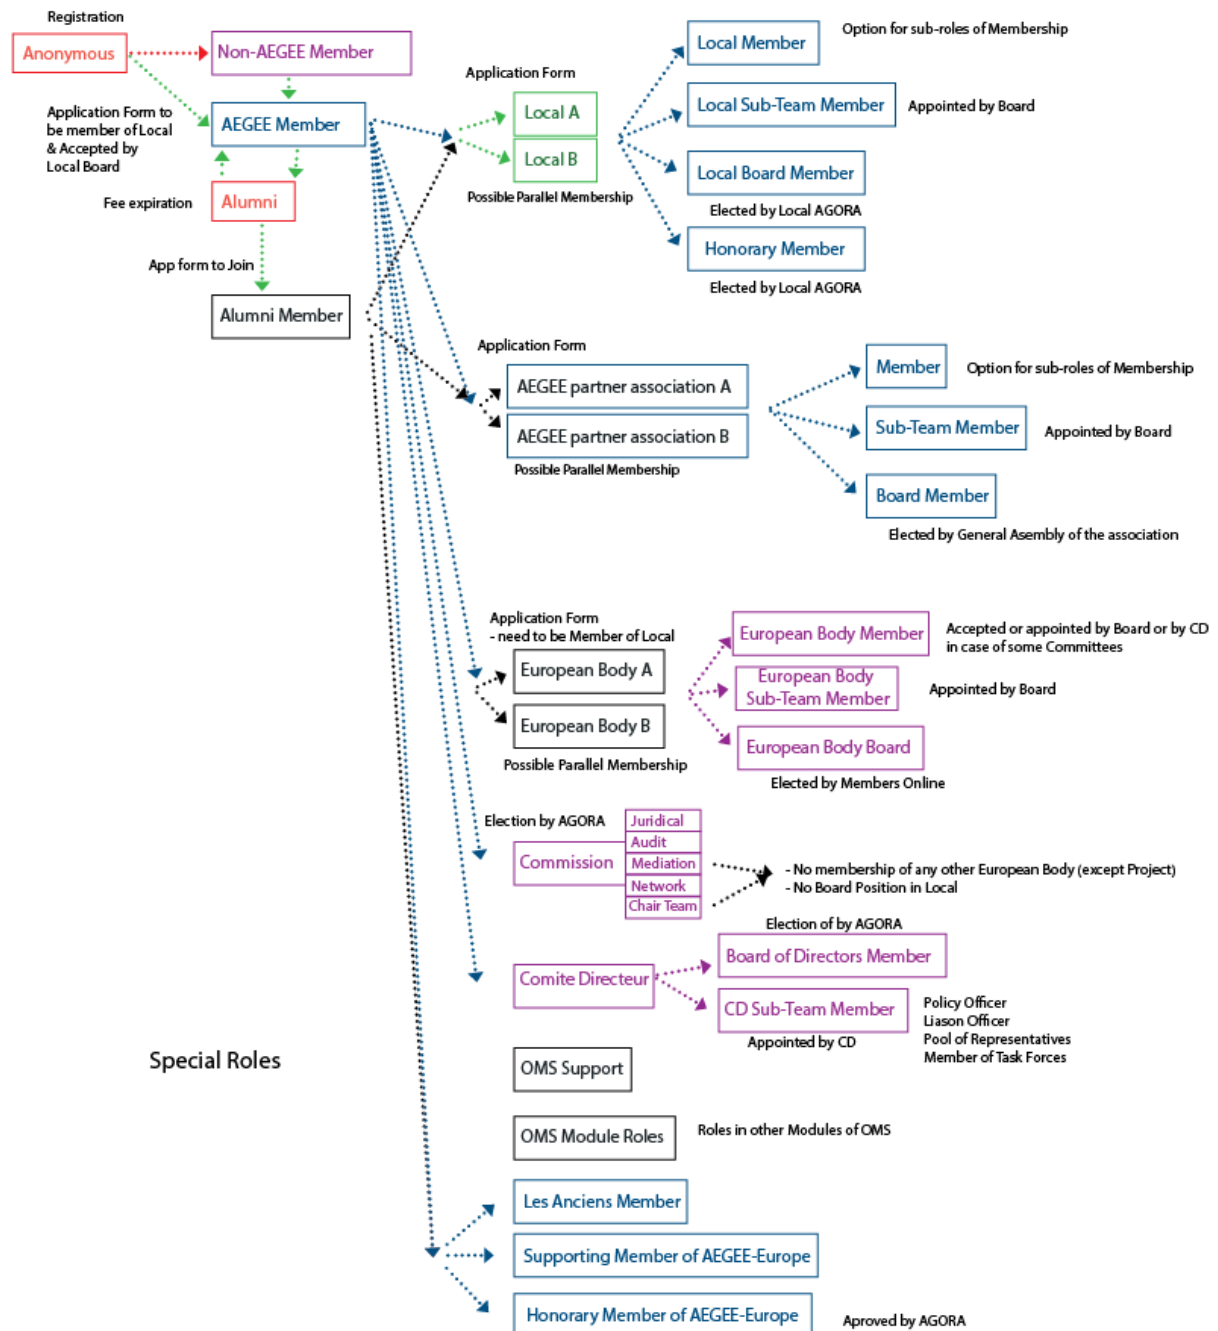 Registration
Anonymous
Non-AEGEE Member
Application Form to
be member of Local
& Accepted by
Local Board
AEGEE Member
Fee expiration
Alumni
App form to Join
Alumni Member
Application Form
Local A
Local B
Possible Parallel Membership
Local Member
Option for sub-roles of Membership
Local Sub-Team Member
Appointed by Board
Local Board Member
Elected by Local AGORA
Honorary Member
Elected by Local AGORA
Application Form
AEGEE partner association A
AEGEE partner association B
Possible Parallel Membership
Member
Option for sub-roles of Membership
Sub-Team Member
Appointed by Board
Board Member
Elected by General Asembly of the association
Application Form
- need to be Member of Local
European Body A
European Body B
Possible Parallel Membership
European Body Member
Accepted or appointed by Board or by CD
in case of some Committees
European Body
Sub-Team Member
Appointed by Board
European Body Board
Elected by Members Online
Election by AGORA
Commission
Juridical
Audit
Mediation
Network
Chair Team
- No membership of any other European Body (except Project)
- No Board Position in Local
Election of by AGORA
Comite Directeur
Board of Directors Member
CD Sub-Team Member
Appointed by CD
Policy Officer
Liason Officer
Pool of Representatives
Member of Task Forces
Special Roles
OMS Support
OMS Module Roles
Roles in other Modules of OMS
Les Anciens Member
Supporting Member of AEGEE-Europe
Honorary Member of AEGEE-Europe
Aproved by AGORA